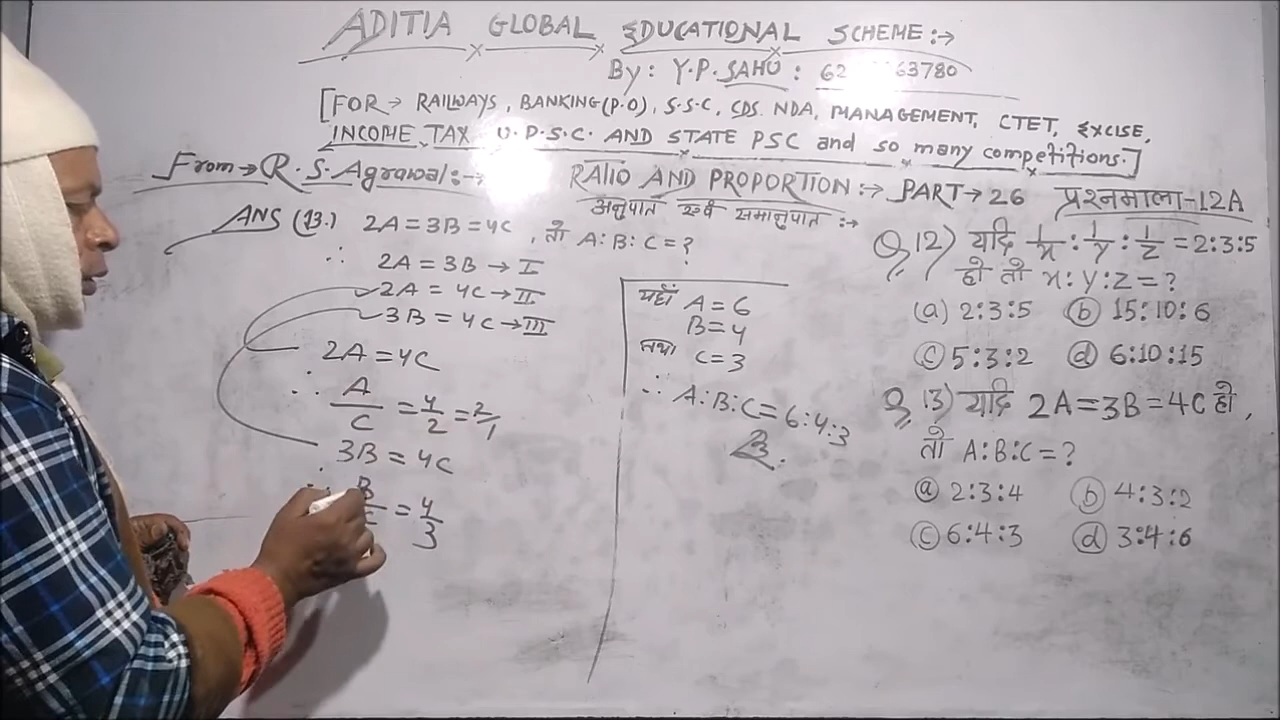 ADITIA GLOBAL EDUCATIONAL SCHEME:→
By: Y.P. SAHU: 62 63780
[FOR → RAILWAYS, BANKING(P.O), S.S.C, CDS. NDA, MANAGEMENT, CTET, EXCISE,
INCOME TAX U.P.S.C. AND STATE PSC and so many competitions.]
From → R.S. Agrawal:→ RATIO AND PROPORTION:→ PART→26 प्रश्नमाला-12A
अनुपात एवं समानुपात:→
ANS (13.) 2A=3B=4C, तो A:B:C=?
∴ 2A=3B→I
2A=4C→II
3B=4C→III
2A=4C
∴ A/C = 4/2 = 2/1
3B=4C
∴ B/C = 4/3
यहाँ A=6
B=4
तथा C=3
∴ A:B:C=6:4:3
Q, 12) यदि 1/x : 1/y : 1/z = 2:3:5
हो तो x:y:z=?
(a) 2:3:5 (b) 15:10:6
(c) 5:3:2 (d) 6:10:15
Q, 13) यदि 2A=3B=4C हो,
तो A:B:C=?
(a) 2:3:4 (b) 4:3:2
(c) 6:4:3 (d) 3:4:6